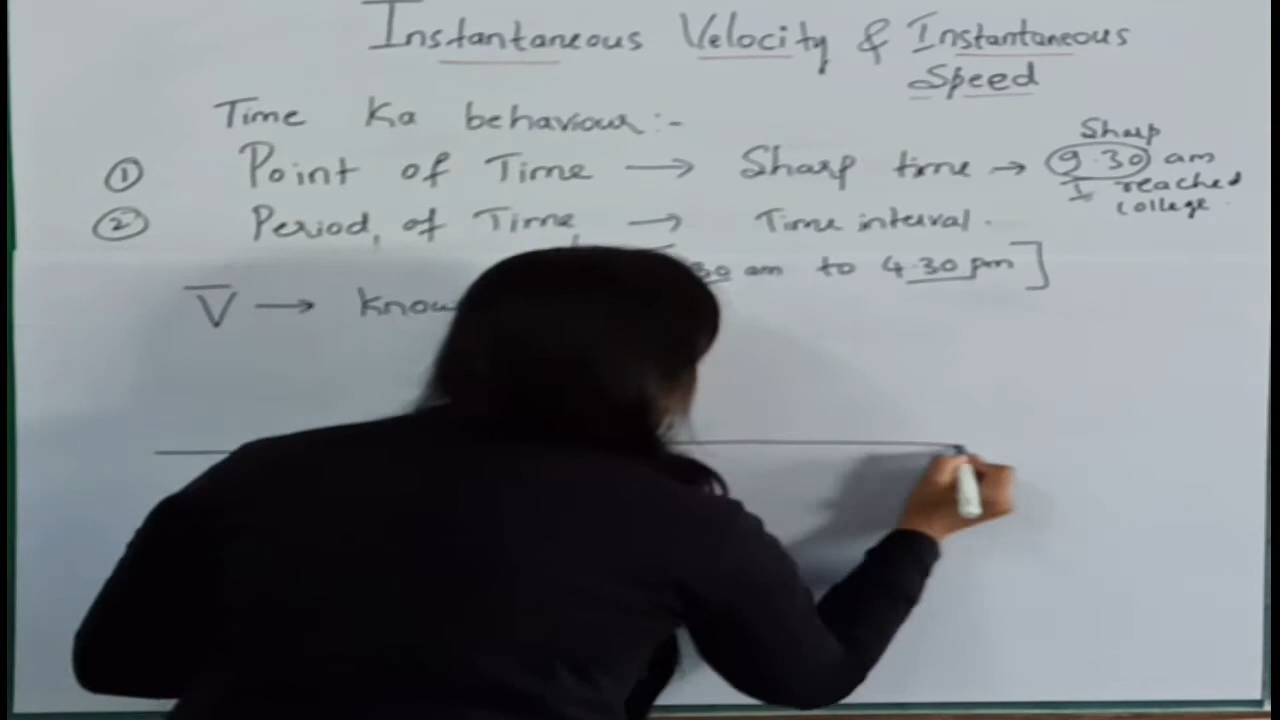 Instantaneous Velocity & Instantaneous
Speed
Time Ka behaviour:-
① Point of Time → Sharp time → 9.30 am
Sharp
I reached
college.
② Period of Time → Time interval.
30 am to 4.30 pm]
V̅ →